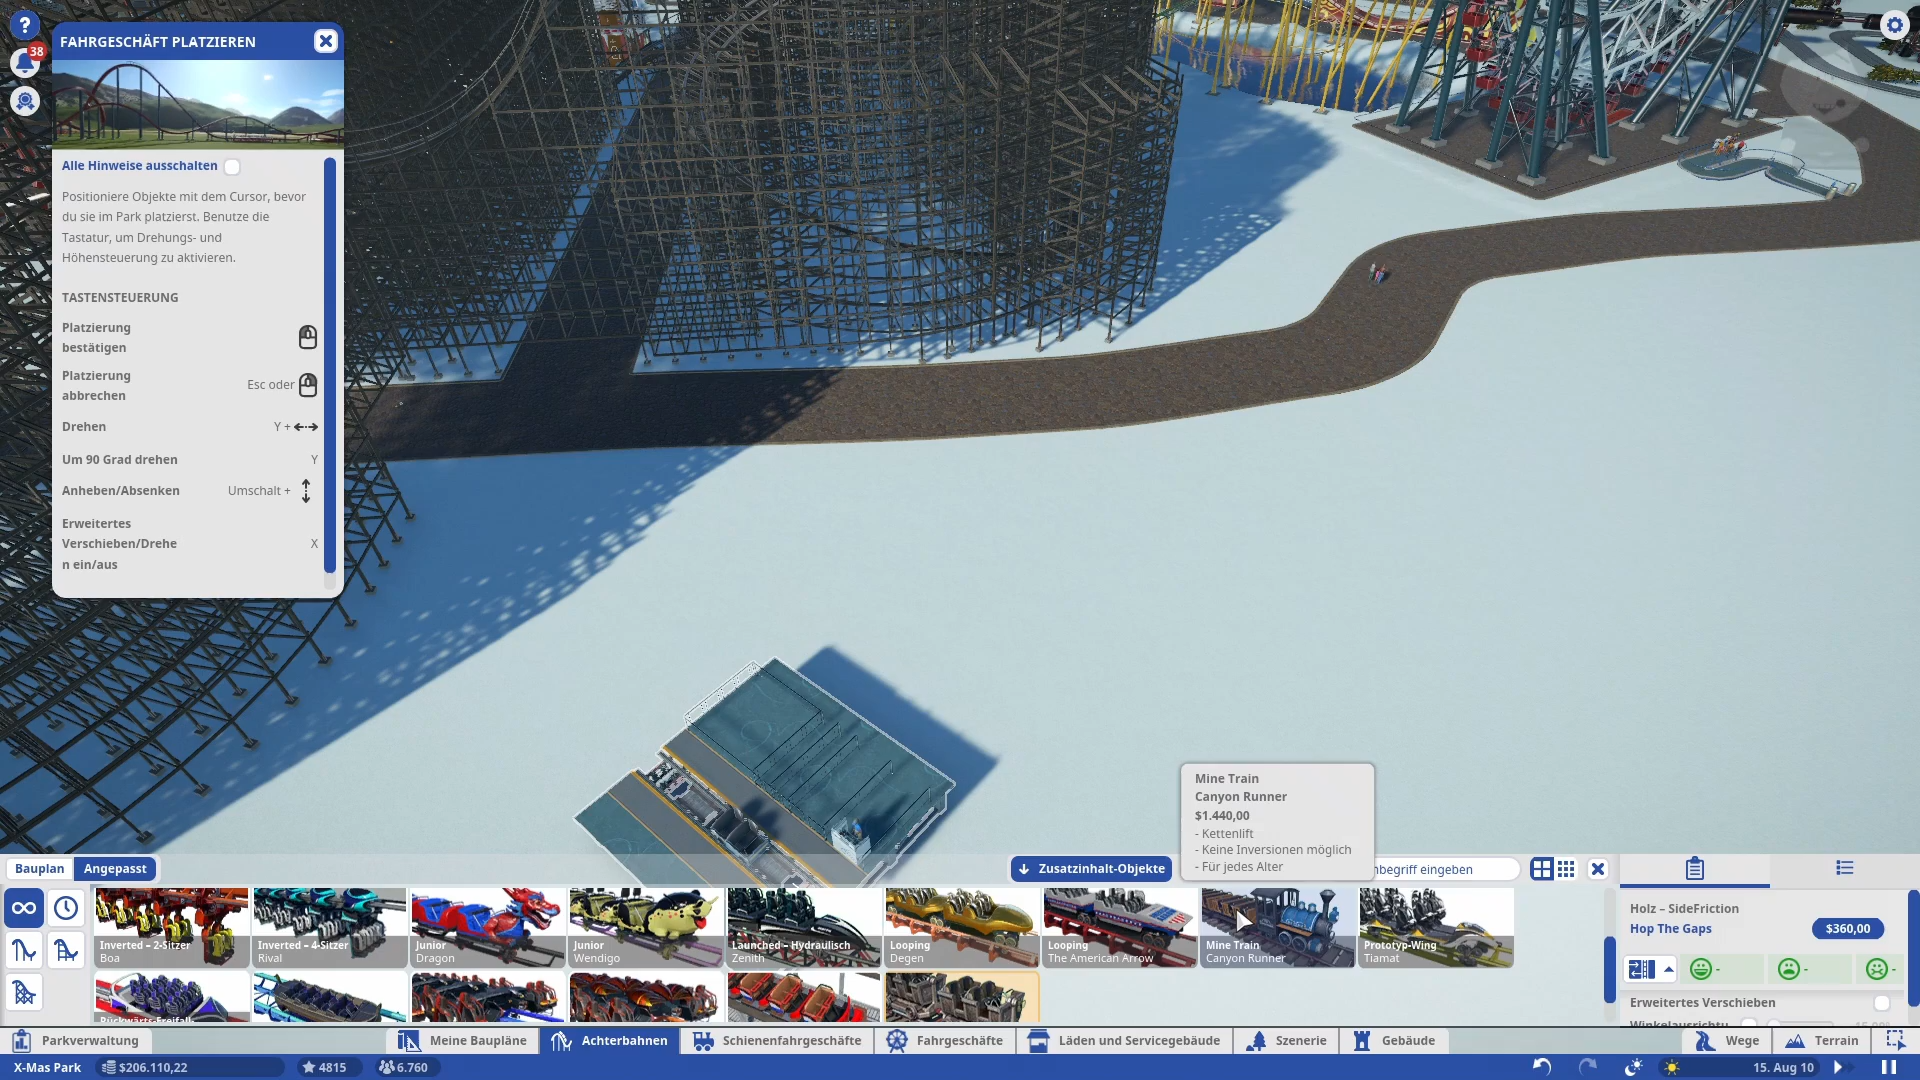 ?
38
FAHRGESCHÄFT PLATZIEREN
Alle Hinweise ausschalten
Positioniere Objekte mit dem Cursor, bevor
du sie im Park platzierst. Benutze die
Tastatur, um Drehungs- und
Höhensteuerung zu aktivieren.
TASTENSTEUERUNG
Platzierung
bestätigen
Platzierung
abbrechen
Esc oder
Drehen
Y +
Um 90 Grad drehen
Y
Anheben/Absenken
Umschalt +
Erweitertes
Verschieben/Drehe
n ein/aus
X
Mine Train
Canyon Runner
$1.440,00
- Kettenlift
- Keine Inversionen möglich
- Für jedes Alter
Bauplan
Angepasst
Zusatzinhalt-Objekte
hbegriff eingeben
Inverted – 2-Sitzer
Boa
Inverted – 4-Sitzer
Rival
Junior
Dragon
Junior
Wendigo
Launched – Hydraulisch
Zenith
Looping
Degen
Looping
The American Arrow
Mine Train
Canyon Runner
Prototyp-Wing
Tiamat
Rückwärts-Freifall-
Holz – SideFriction
Hop The Gaps
$360,00
-
-
-
Erweitertes Verschieben
Parkverwaltung
Meine Baupläne
Achterbahnen
Schienenfahrgeschäfte
Fahrgeschäfte
Läden und Servicegebäude
Szenerie
Gebäude
Wege
Terrain
X-Mas Park
$206.110,22
4815
6.760
15. Aug 10